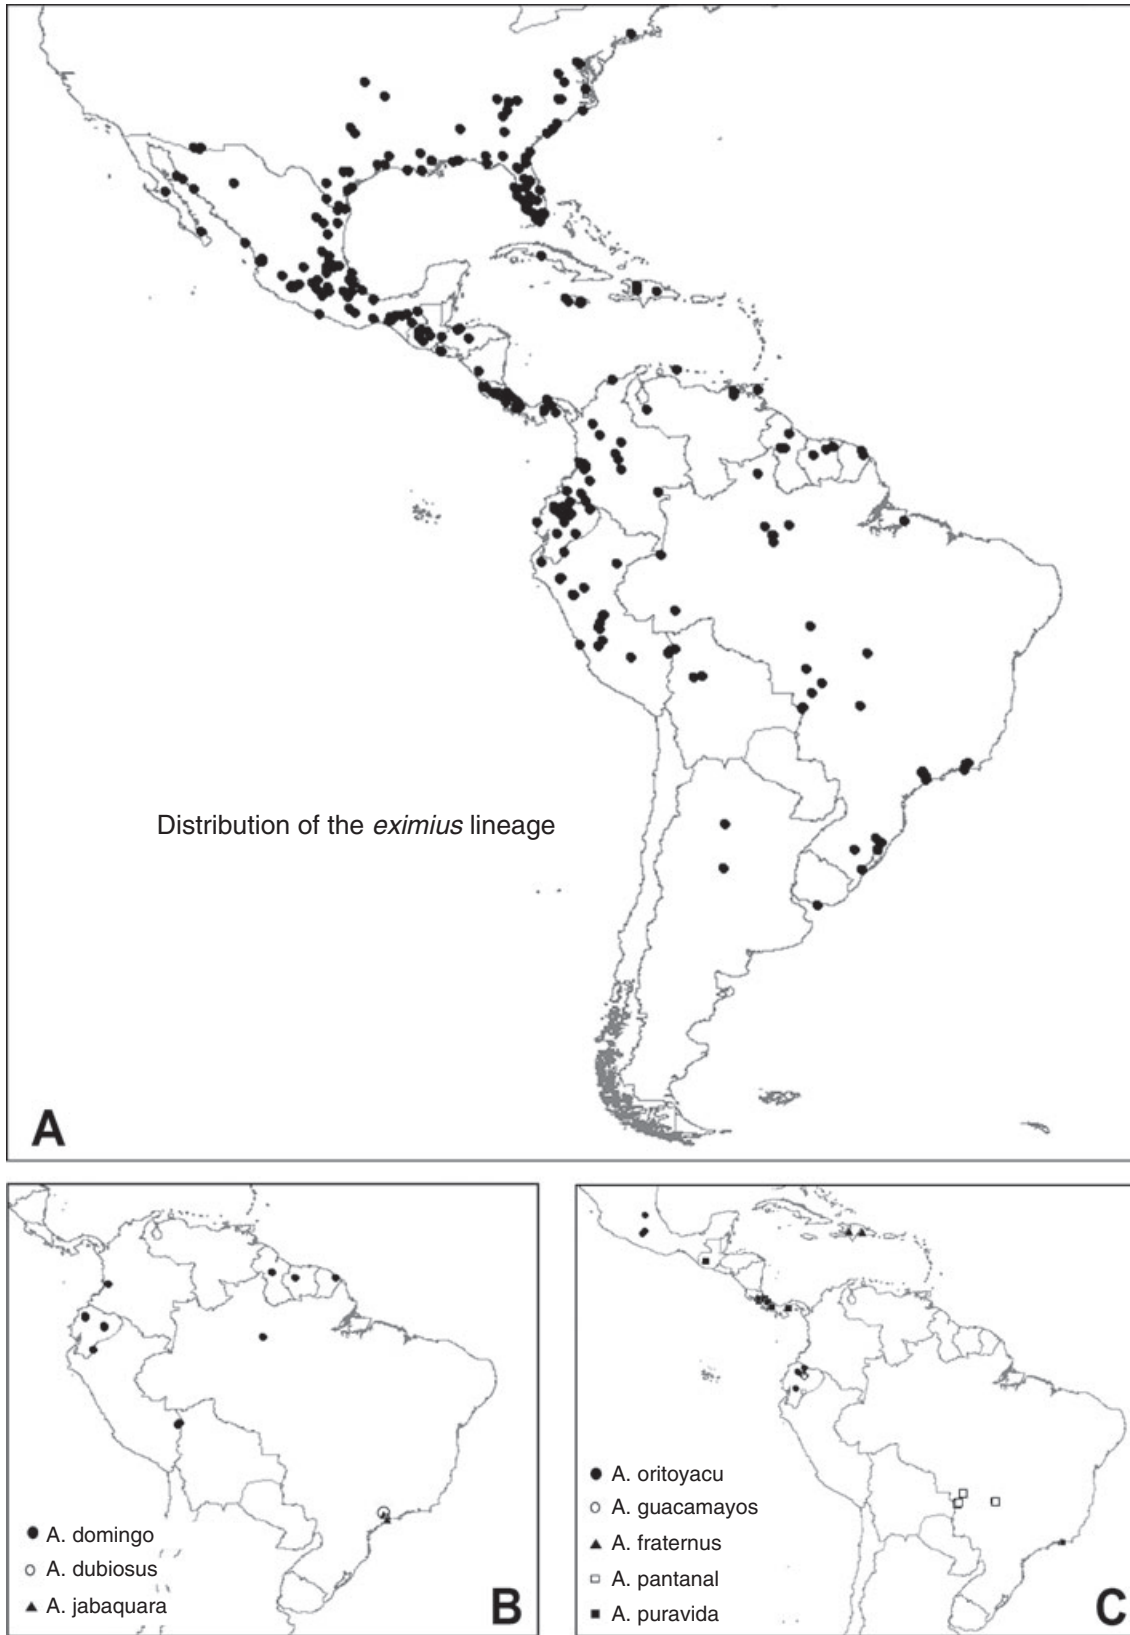 Distribution of the eximius lineage
A
A. domingo
A. dubiosus
A. jabaquara
B
A. oritoyacu
A. guacamayos
A. fraternus
A. pantanal
A. puravida
C